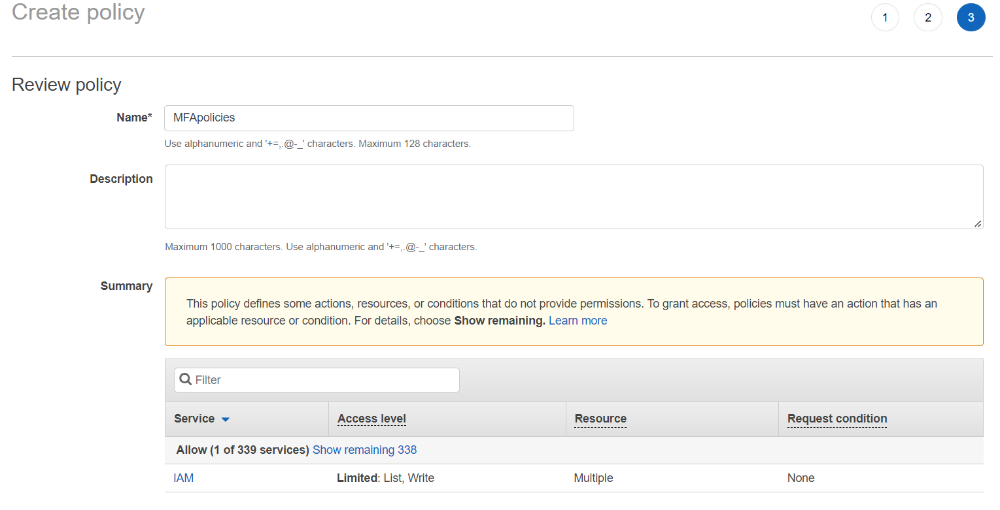 Create policy
1 2 3
Review policy
Name* MFApolicies
Use alphanumeric and '+=,.@-_' characters. Maximum 128 characters.
Description
Maximum 1000 characters. Use alphanumeric and '+=,.@-_' characters.
Summary
This policy defines some actions, resources, or conditions that do not provide permissions. To grant access, policies must have an action that has an
applicable resource or condition. For details, choose Show remaining. Learn more
Filter
Service Access level Resource Request condition
Allow (1 of 339 services) Show remaining 338
IAM Limited: List, Write Multiple None